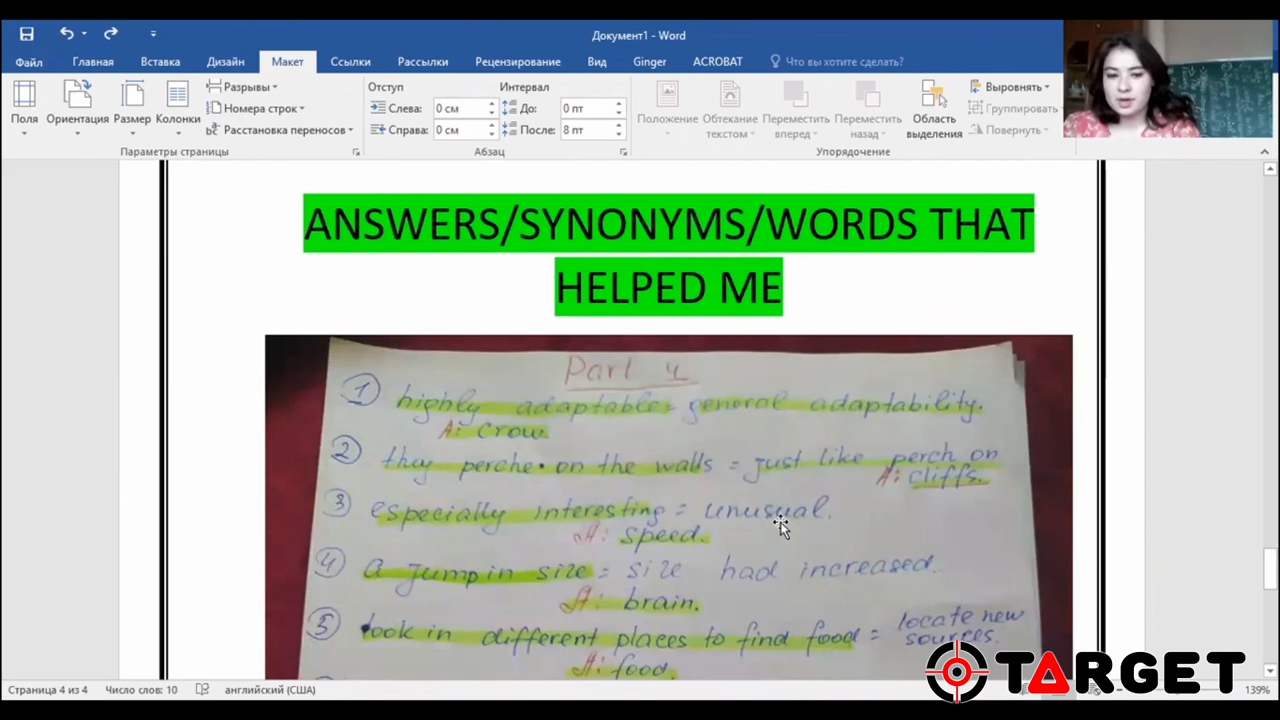 Документ1 - Word
Файл Главная Вставка Дизайн Макет Ссылки Рассылки Рецензирование Вид Ginger ACROBAT Что вы хотите сделать?
Поля
Ориентация
Размер
Колонки
Разрывы
Номера строк
Расстановка переносов
Параметры страницы
Отступ
Слева: 0 см
Справа: 0 см
Интервал
До: 0 пт
После: 8 пт
Абзац
Положение
Обтекание текстом
Переместить вперед
Переместить назад
Область выделения
Выровнять
Группировать
Повернуть
Упорядочение
ANSWERS/SYNONYMS/WORDS THAT
HELPED ME
Part 4
1 highly adaptable = general adaptability.
A: crow.
2 they perche on the walls = just like perch on
A: cliffs.
3 especially interesting = unusual.
A: speed.
4 a jump in size = size had increased.
A: brain.
5 look in different places to find food = locate new
sources.
A: food.
TARGET
Страница 4 из 4 Число слов: 10 английский (США) 139%